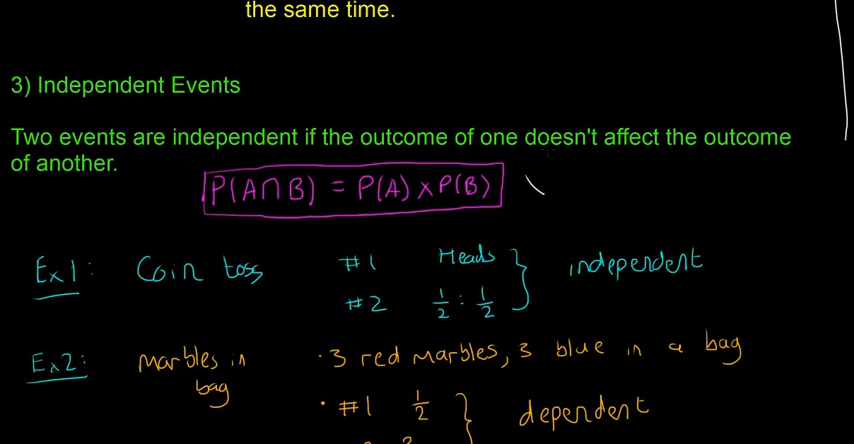 the same time.
3) Independent Events
Two events are independent if the outcome of one doesn't affect the outcome
of another.
P(A∩B) = P(A) x P(B)
Ex1: Coin toss #1 Heads } independent
#2 1/2 : 1/2
Ex2: Marbles in bag · 3 red marbles, 3 blue in a bag
· #1 1/2 } dependent